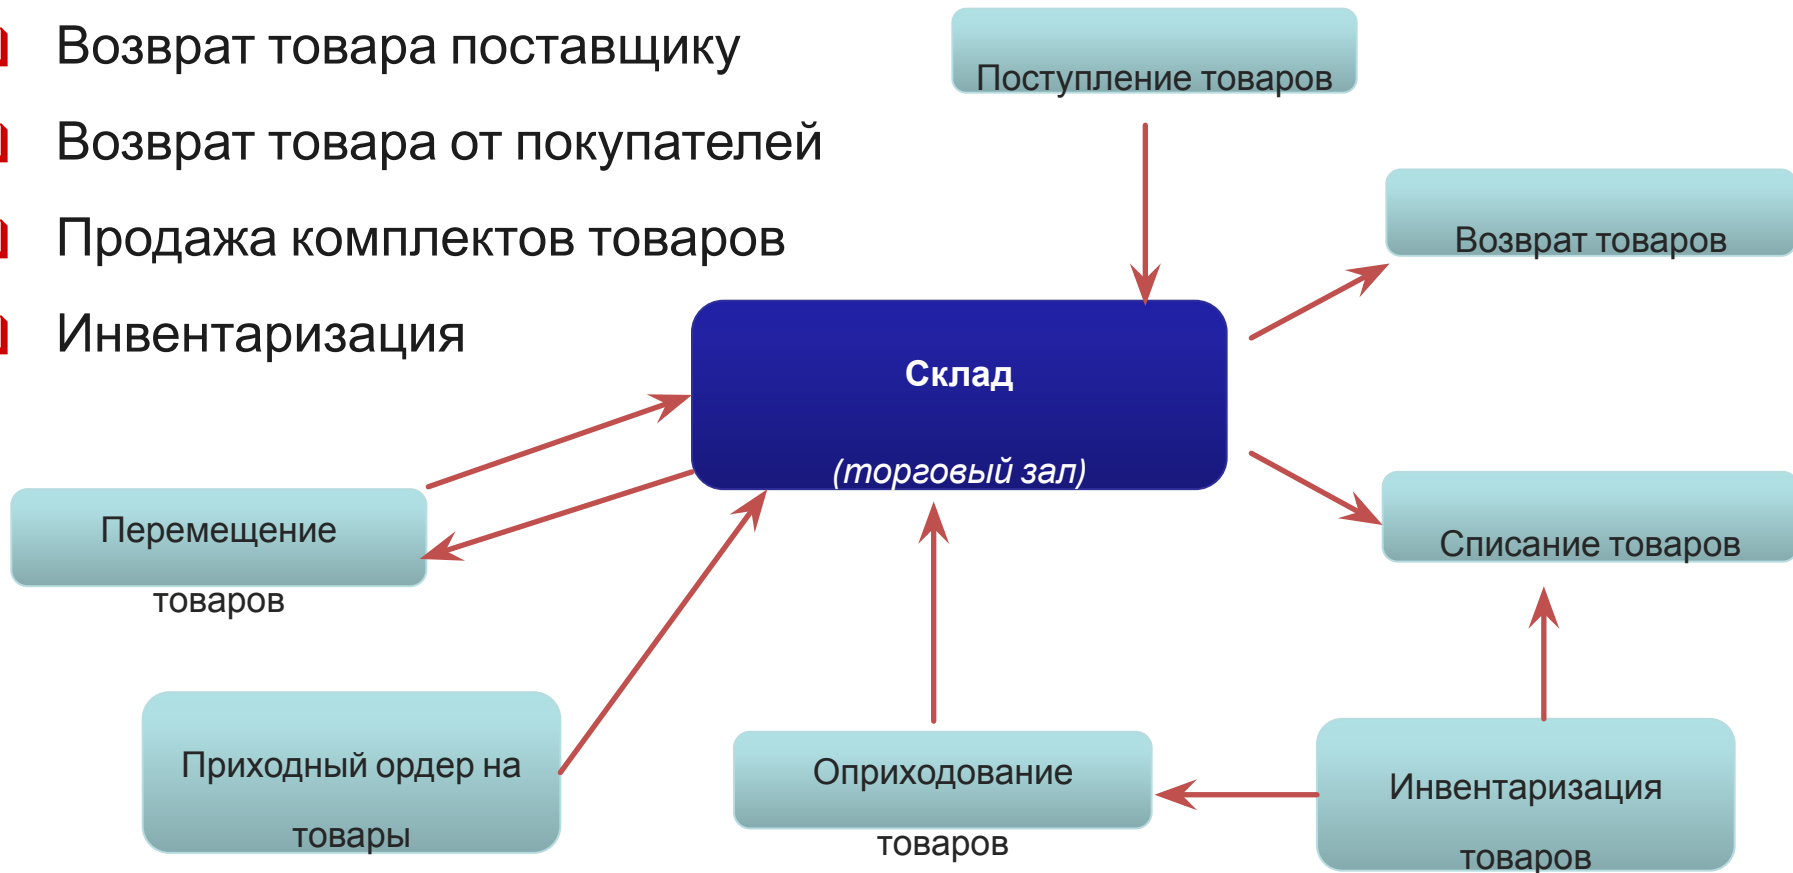 Возврат товара поставщику
Возврат товара от покупателей
Продажа комплектов товаров
Инвентаризация
Поступление товаров
Возврат товаров
Склад
(торговый зал)
Перемещение
товаров
Списание товаров
Приходный ордер на
товары
Оприходование
товаров
Инвентаризация
товаров